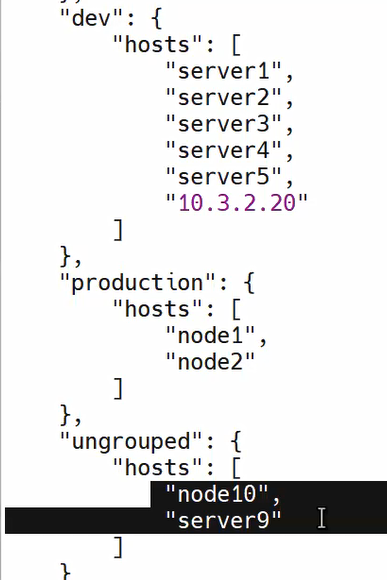 },
"dev": {
"hosts": [
"server1",
"server2",
"server3",
"server4",
"server5",
"10.3.2.20"
]
},
"production": {
"hosts": [
"node1",
"node2"
]
},
"ungrouped": {
"hosts": [
"node10",
"server9"
]
}